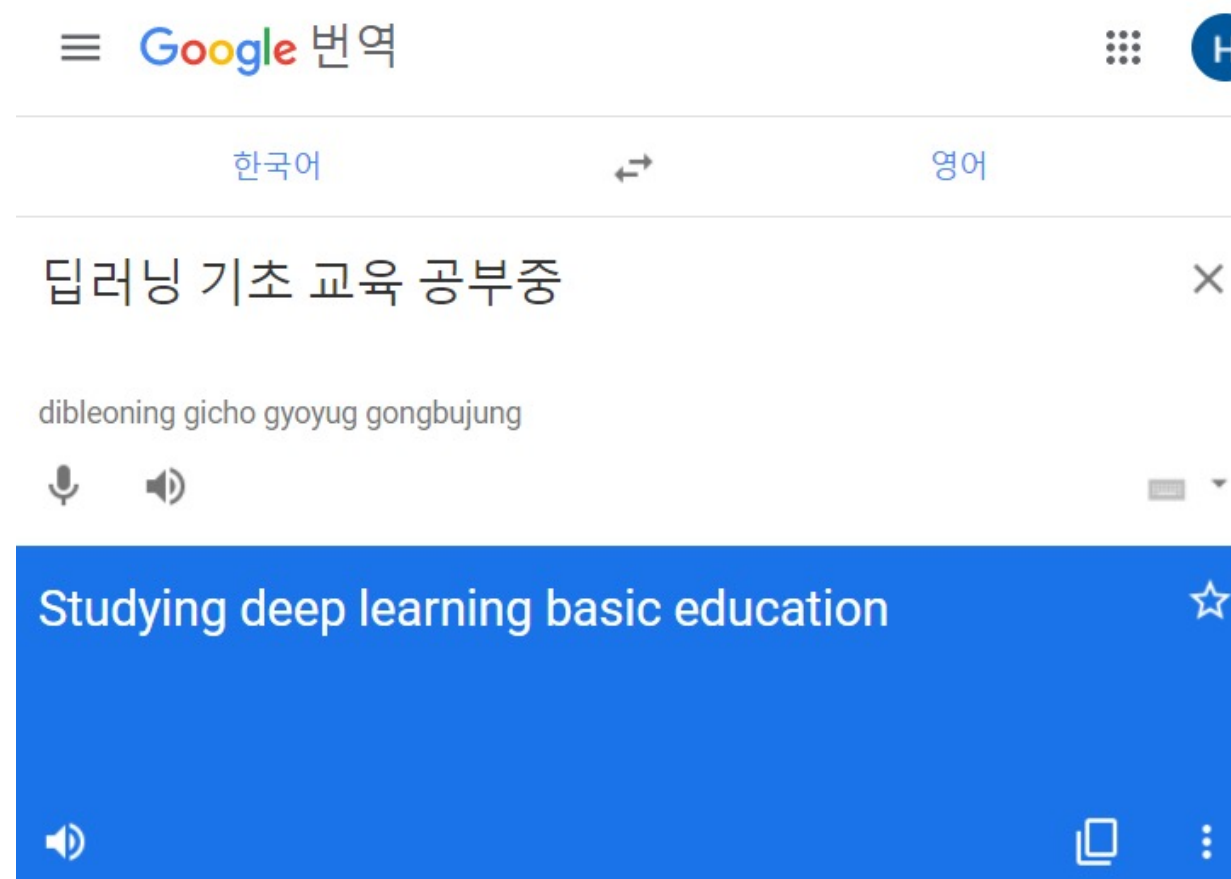 Google 번역
H
한국어 영어
딥러닝 기초 교육 공부중
dibleoning gicho gyoyug gongbujung
Studying deep learning basic education